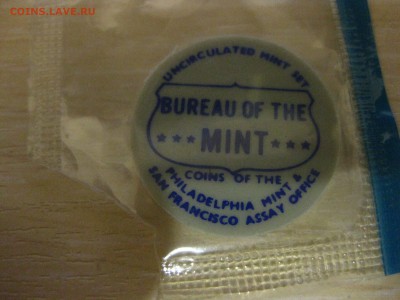 COINS.LAVE.RU
UNCIRCULATED MINT SET
BUREAU OF THE
*** MINT ***
COINS OF THE
PHILADELPHIA MINT &
SAN FRANCISCO ASSAY OFFICE